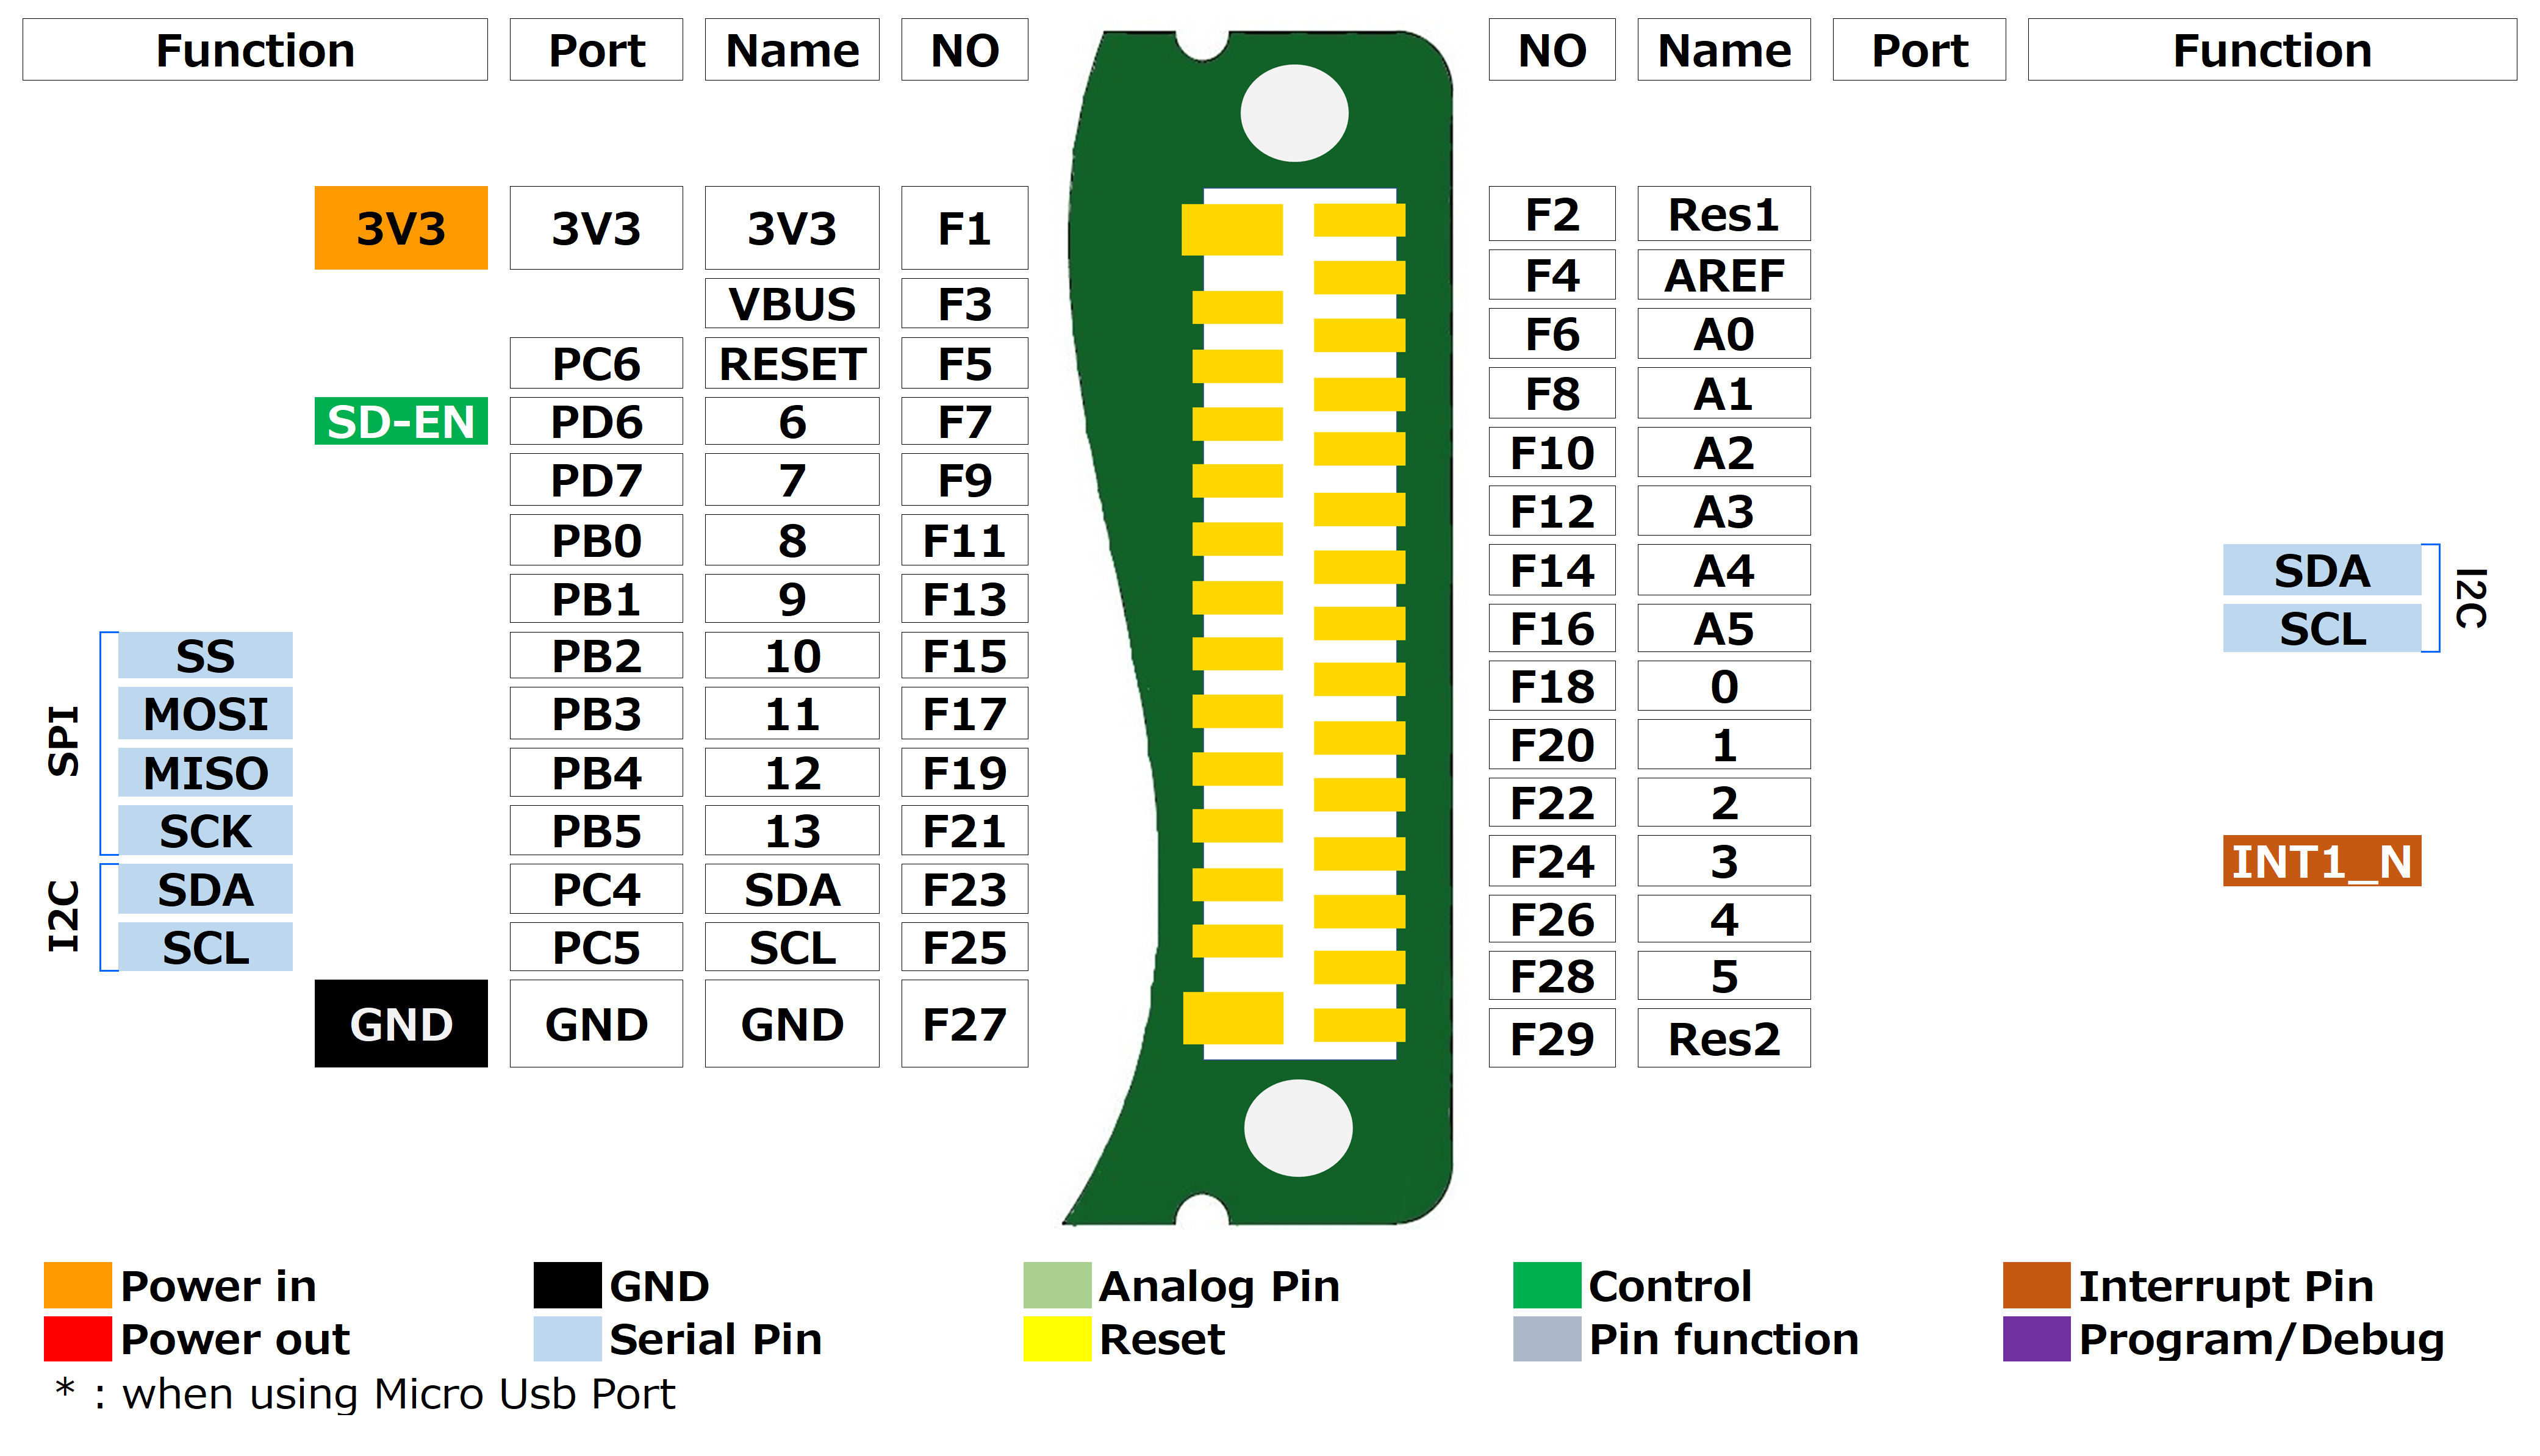 Function Port Name NO NO Name Port Function
3V3 3V3 3V3 F1 F2 Res1
VBUS F3 F4 AREF
PC6 RESET F5 F6 A0
SD-EN PD6 6 F7 F8 A1
PD7 7 F9 F10 A2
PB0 8 F11 F12 A3
PB1 9 F13 F14 A4 SDA
SS PB2 10 F15 F16 A5 SCL
I2C
MOSI PB3 11 F17 F18 0
SPI
MISO PB4 12 F19 F20 1
SCK PB5 13 F21 F22 2
SDA PC4 SDA F23 F24 3 INT1_N
I2C
SCL PC5 SCL F25 F26 4
F28 5
GND GND GND F27 F29 Res2
Power in GND Analog Pin Control Interrupt Pin
Power out Serial Pin Reset Pin function Program/Debug
* : when using Micro Usb Port